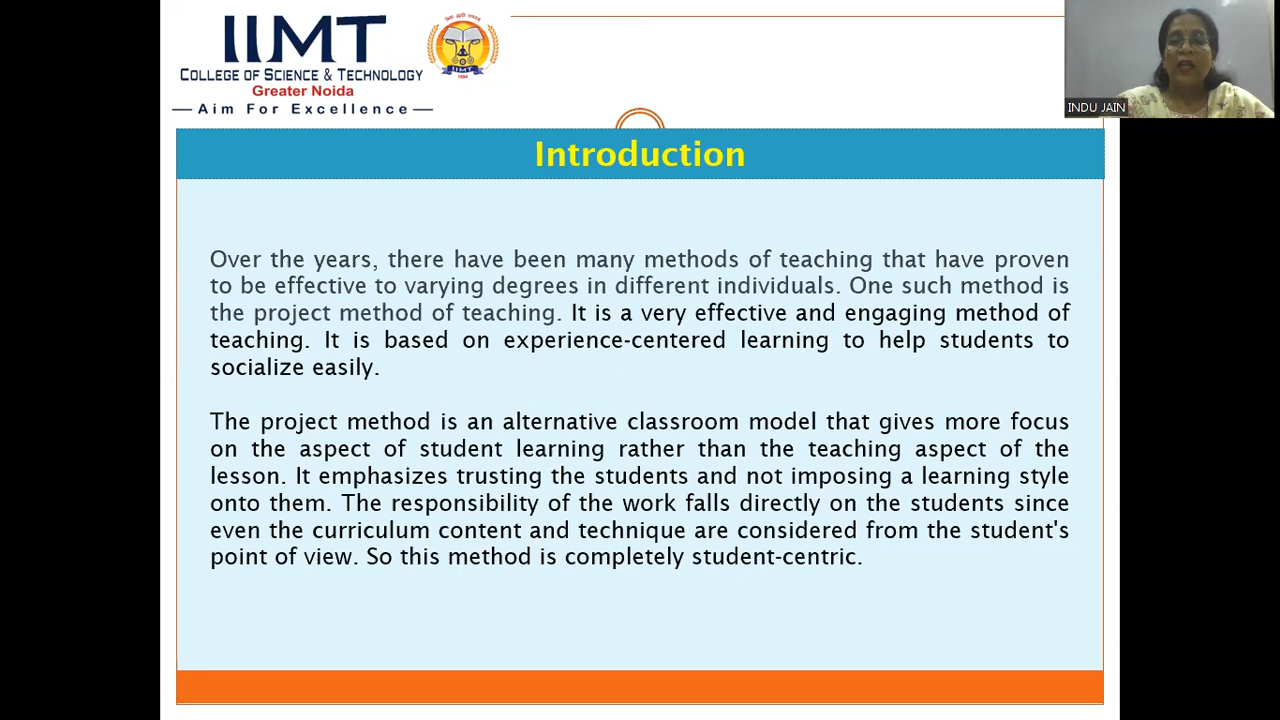 IIMT
COLLEGE OF SCIENCE & TECHNOLOGY
Greater Noida
Aim For Excellence
IIMT
INDU JAIN
Introduction
Over the years, there have been many methods of teaching that have proven
to be effective to varying degrees in different individuals. One such method is
the project method of teaching. It is a very effective and engaging method of
teaching. It is based on experience-centered learning to help students to
socialize easily.
The project method is an alternative classroom model that gives more focus
on the aspect of student learning rather than the teaching aspect of the
lesson. It emphasizes trusting the students and not imposing a learning style
onto them. The responsibility of the work falls directly on the students since
even the curriculum content and technique are considered from the student's
point of view. So this method is completely student-centric.